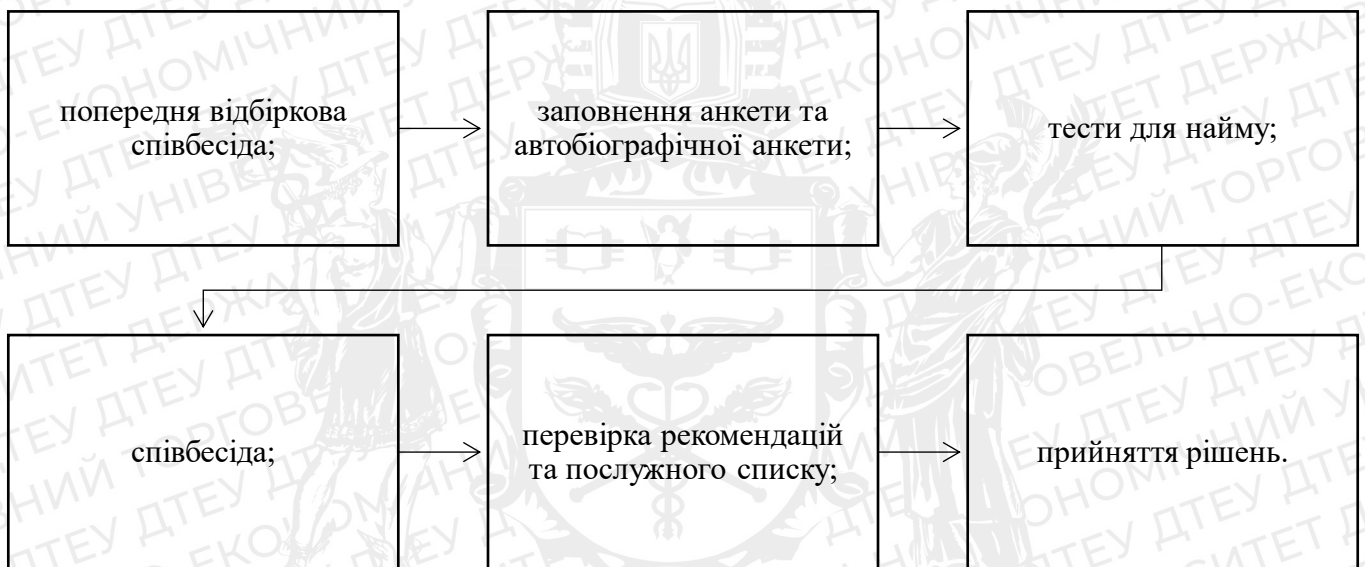 попередня відбіркова
співбесіда;
заповнення анкети та
автобіографічної анкети;
тести для найму;
співбесіда;
перевірка рекомендацій
та послужного списку;
прийняття рішень.